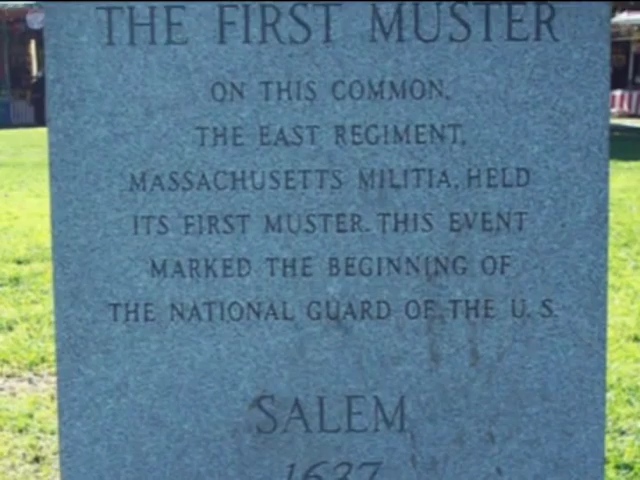 THE FIRST MUSTER
ON THIS COMMON,
THE EAST REGIMENT,
MASSACHUSETTS MILITIA, HELD
ITS FIRST MUSTER. THIS EVENT
MARKED THE BEGINNING OF
THE NATIONAL GUARD OF THE U.S.
SALEM
1637